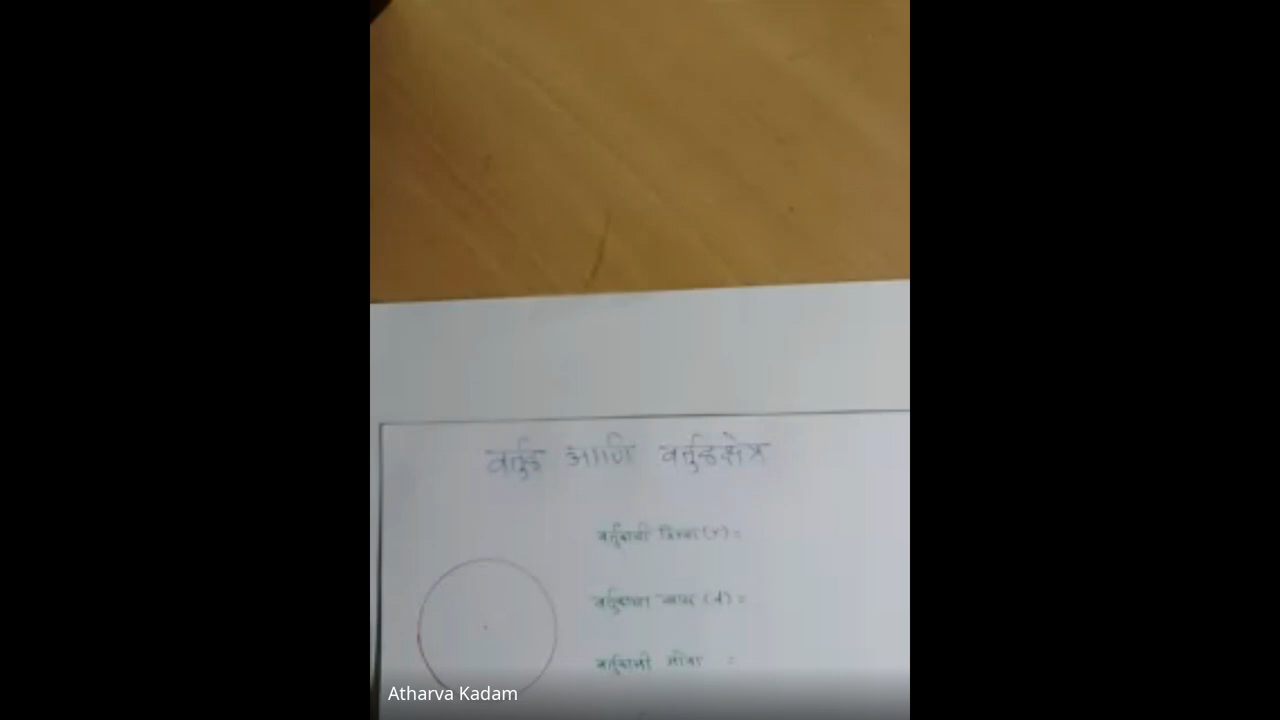 वर्तुळ आणि वर्तुळक्षेत्र
वर्तुळाची त्रिज्या (r) =
वर्तुळाचा व्यास (d) =
वर्तुळाची =
Atharva Kadam